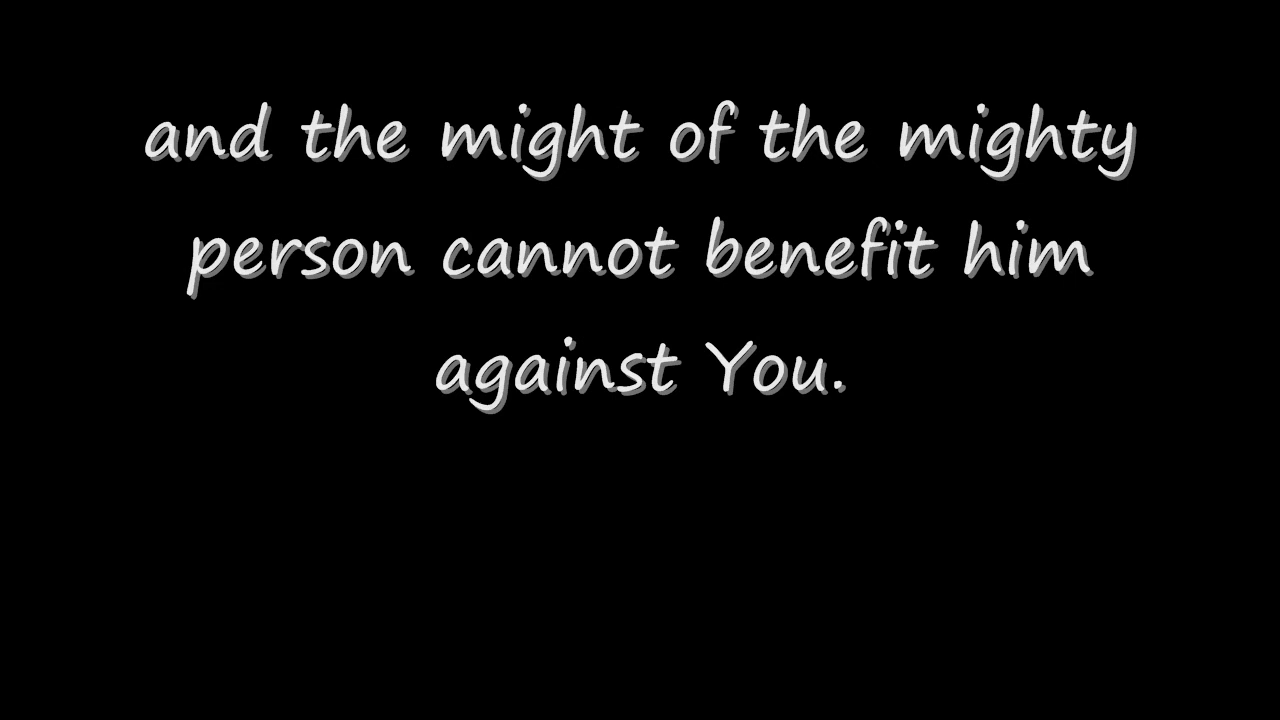 and the might of the mighty
person cannot benefit him
against You.